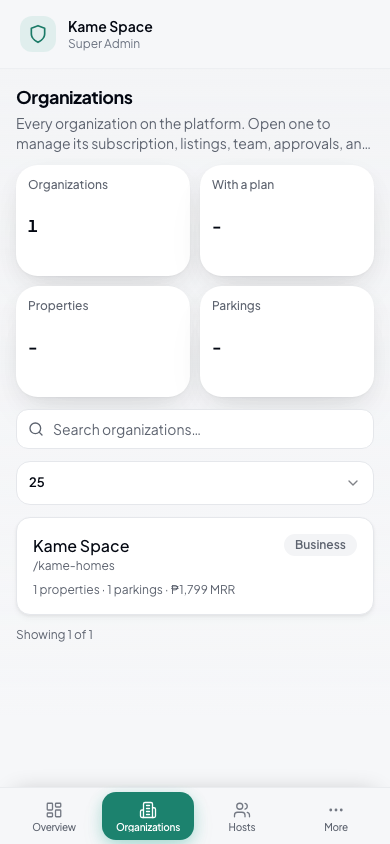 Kame Space
Super Admin
Organizations
Every organization on the platform. Open one to
manage its subscription, listings, team, approvals, an…
Organizations
With a plan
1
-
Properties
Parkings
-
-
Search organizations…
25
Kame Space
Business
/kame-homes
1 properties · 1 parkings · ₱1,799 MRR
Showing 1 of 1
Overview
Organizations
Hosts
More